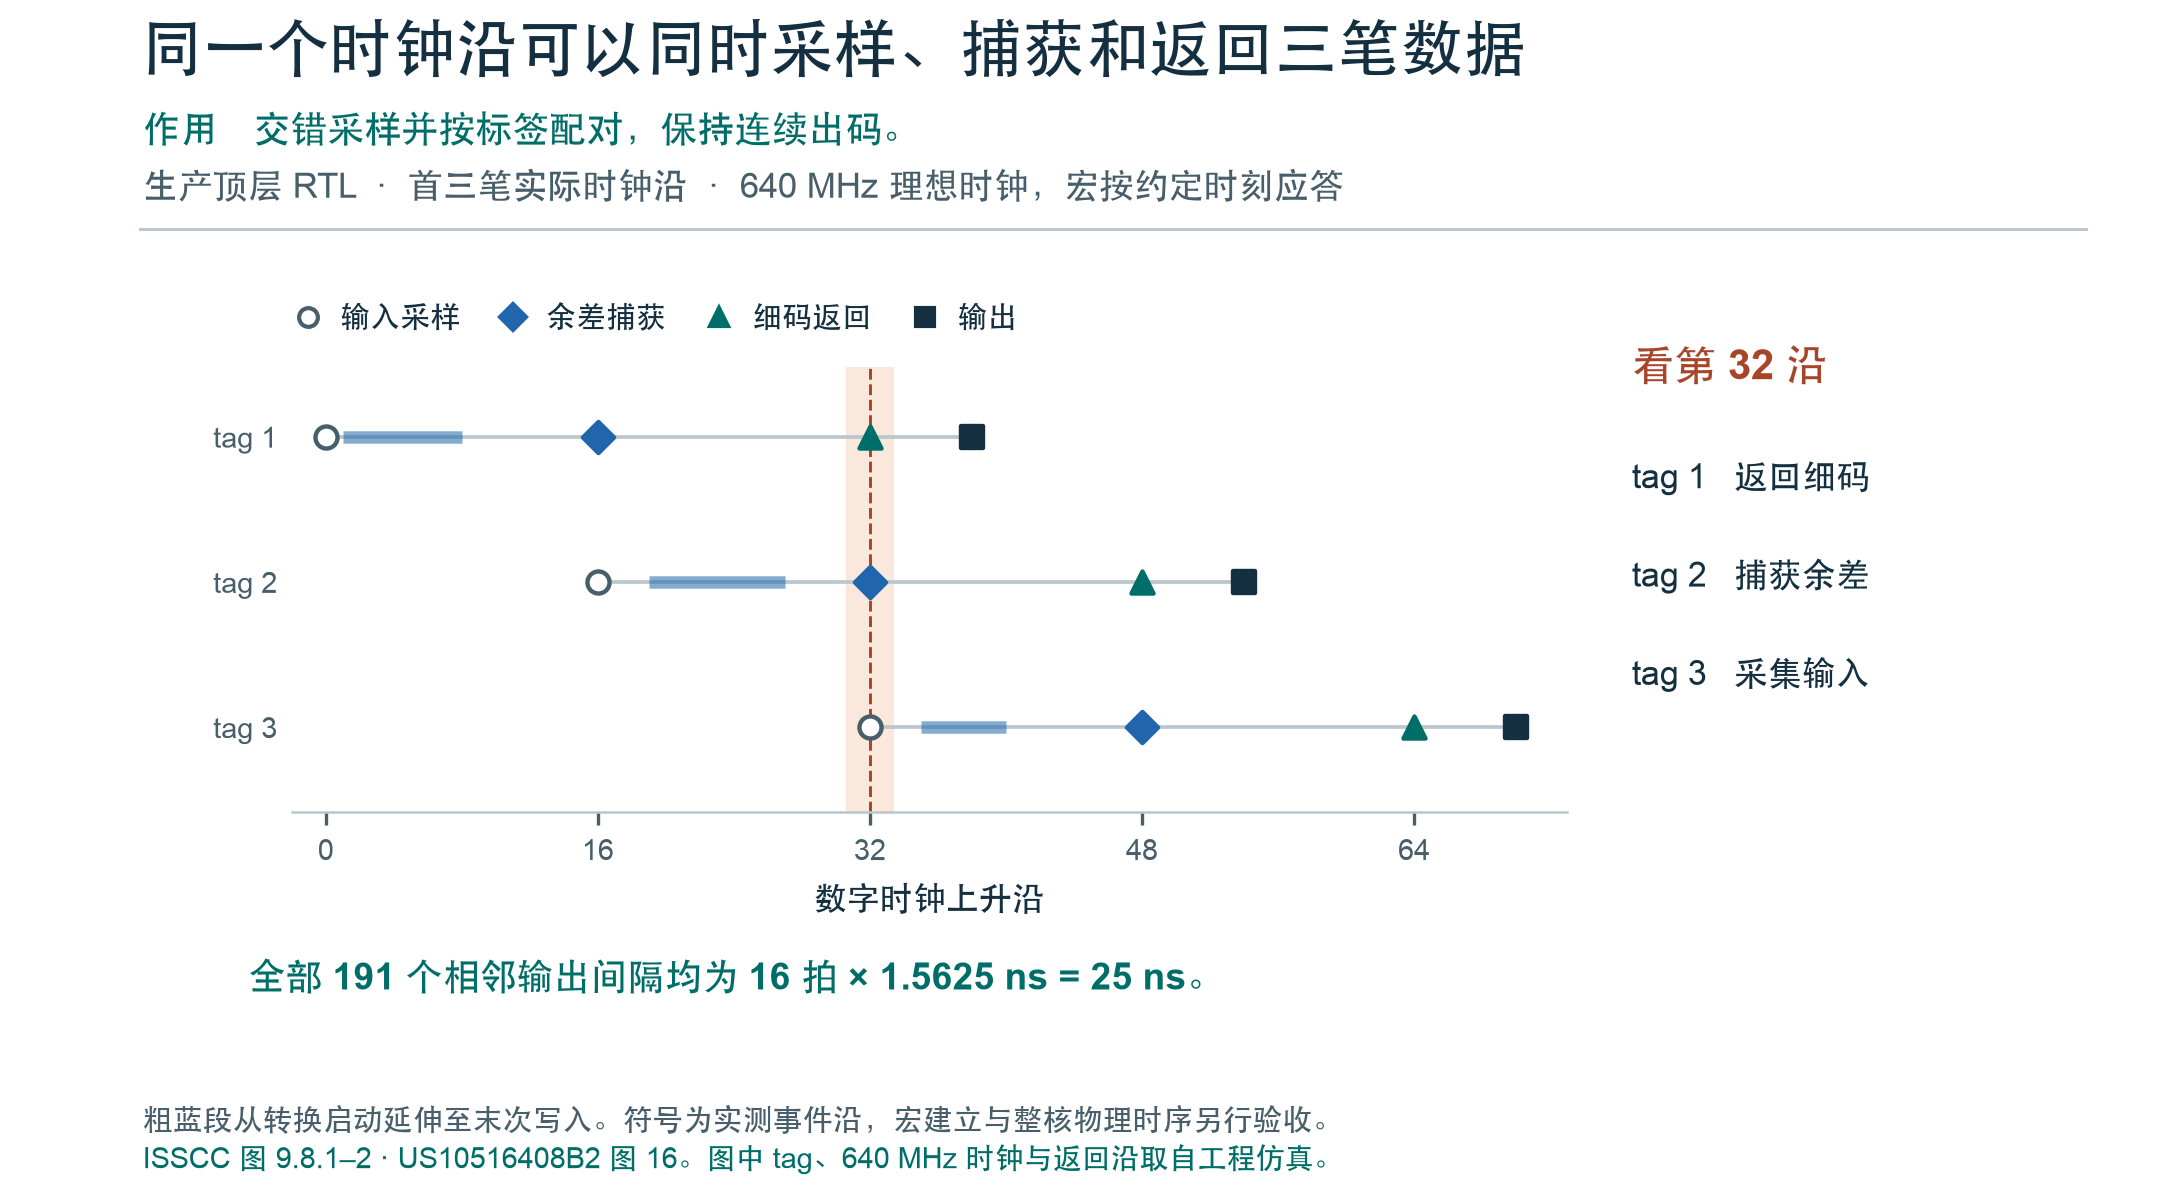 同一个时钟沿可以同时采样、捕获和返回三笔数据
作用 交错采样并按标签配对，保持连续出码。
生产顶层 RTL · 首三笔实际时钟沿 · 640 MHz 理想时钟，宏按约定时刻应答
输入采样 余差捕获 细码返回 输出
看第 32 沿
tag 1
tag 1 返回细码
tag 2
tag 2 捕获余差
tag 3 采集输入
tag 3
0 16 32 48 64
数字时钟上升沿
全部 191 个相邻输出间隔均为 16 拍 × 1.5625 ns = 25 ns。
粗蓝段从转换启动延伸至末次写入。符号为实测事件沿，宏建立与整核物理时序另行验收。
ISSCC 图 9.8.1–2 · US10516408B2 图 16。图中 tag、640 MHz 时钟与返回沿取自工程仿真。